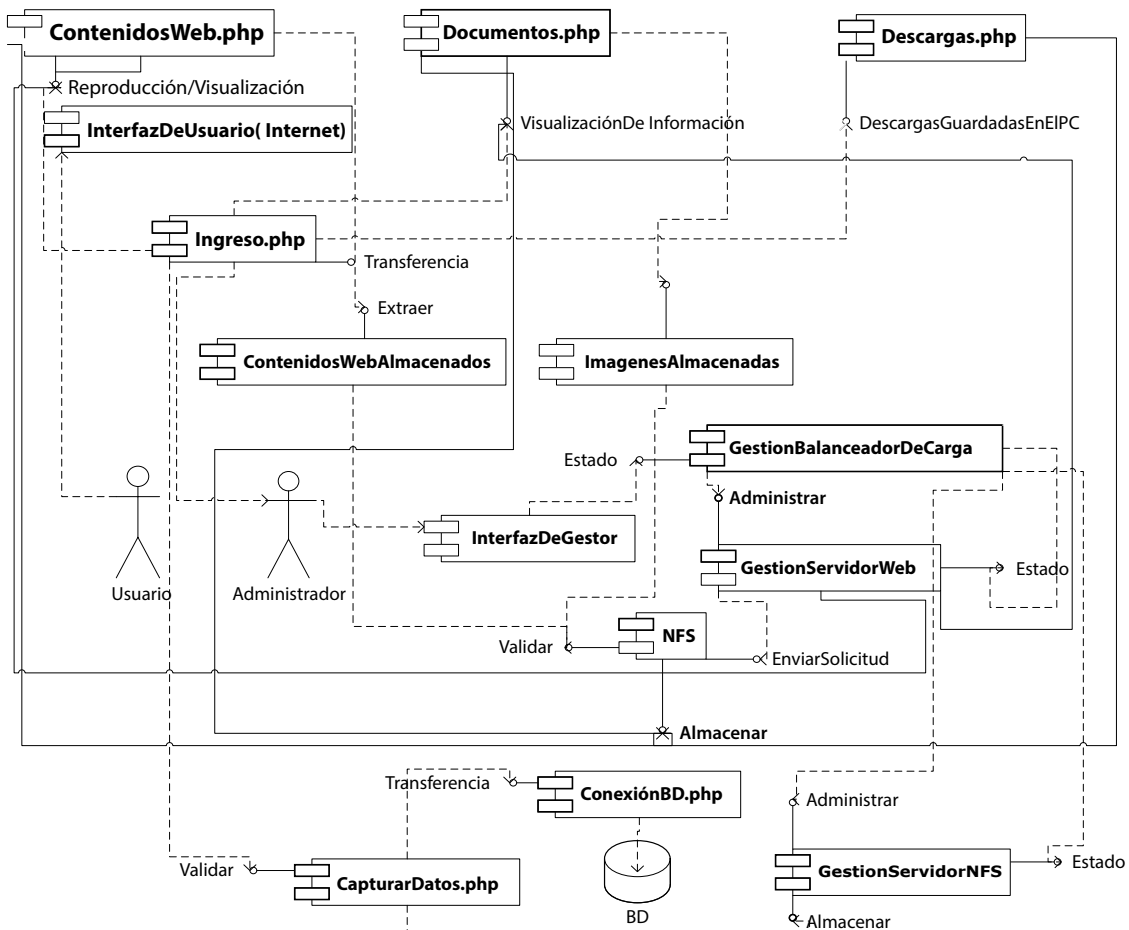 ContenidosWeb.php
Documentos.php
Descargas.php
Reproducción/Visualización
InterfazDeUsuario( Internet)
VisualizaciónDe Información
DescargasGuardadasEnElPC
Ingreso.php
Transferencia
Extraer
ContenidosWebAlmacenados
ImagenesAlmacenadas
GestionBalanceadorDeCarga
Estado
Administrar
InterfazDeGestor
GestionServidorWeb
Estado
Usuario
Administrador
NFS
Validar
EnviarSolicitud
Almacenar
Transferencia
ConexiónBD.php
Administrar
Validar
CapturarDatos.php
GestionServidorNFS
Estado
BD
Almacenar